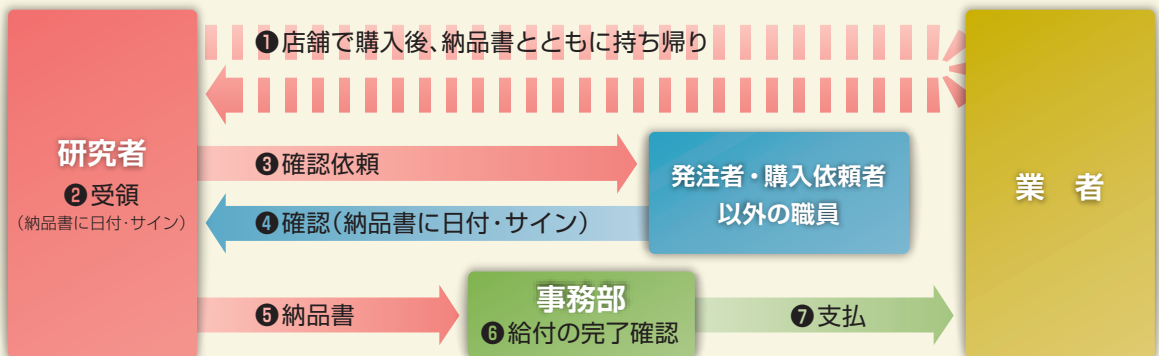 ❶店舗で購入後、納品書とともに持ち帰り
研究者
❷受領
(納品書に日付･サイン)
❸確認依頼
❹確認(納品書に日付･サイン)
発注者･購入依頼者
以外の職員
業 者
❺納品書
事務部
❻給付の完了確認
❼支払